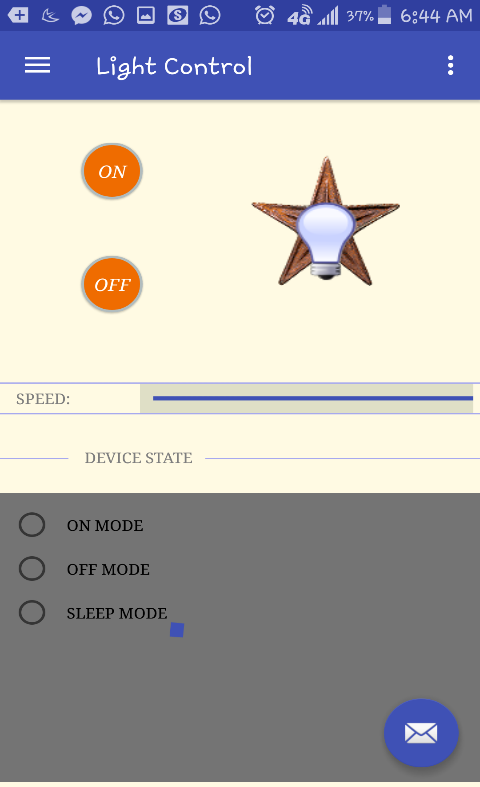 4G 37% 6:44 AM
Light Control
ON
OFF
SPEED:
DEVICE STATE
ON MODE
OFF MODE
SLEEP MODE